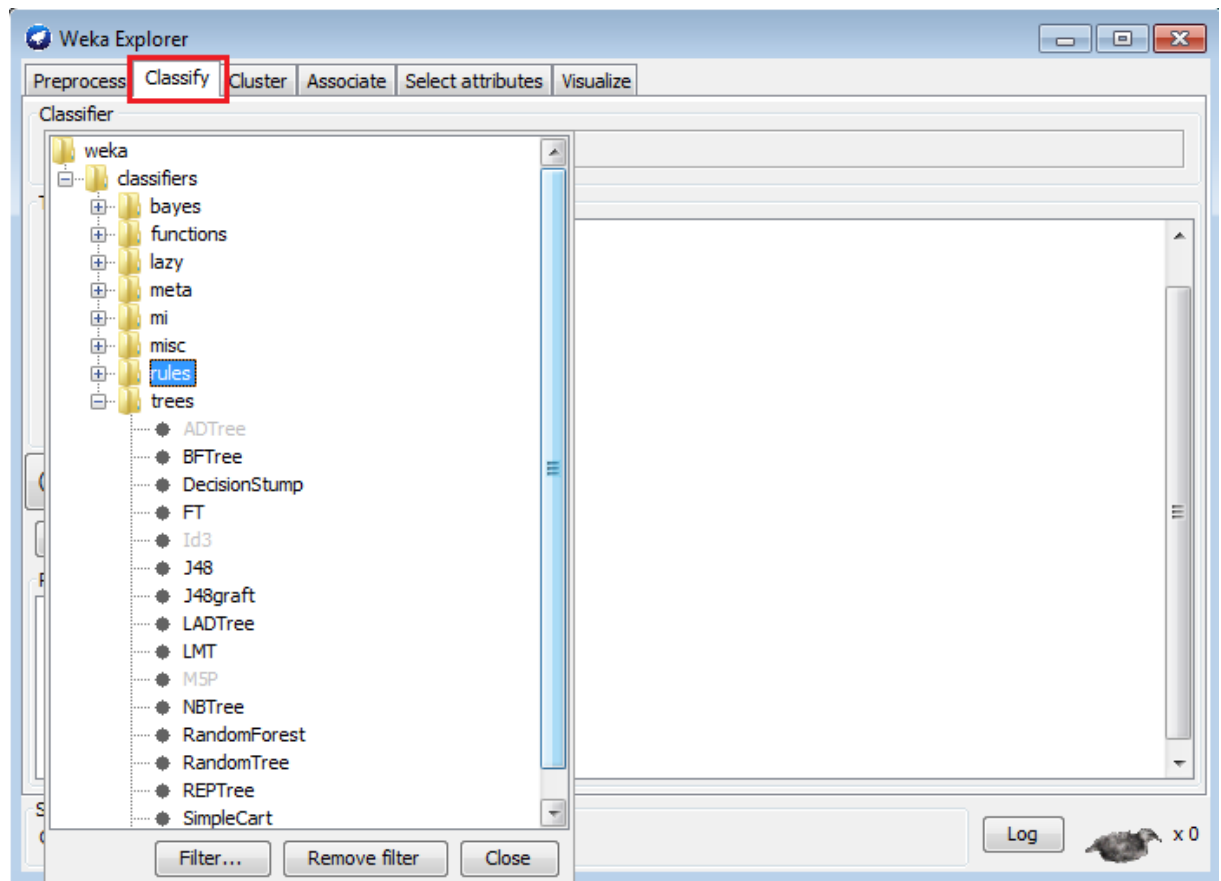 Weka Explorer
Preprocess Classify Cluster Associate Select attributes Visualize
Classifier
weka
classifiers
bayes
functions
lazy
meta
mi
misc
rules
trees
ADTree
BFTree
DecisionStump
FT
Id3
J48
J48graft
LADTree
LMT
M5P
NBTree
RandomForest
RandomTree
REPTree
SimpleCart
Filter... Remove filter Close
Log x 0